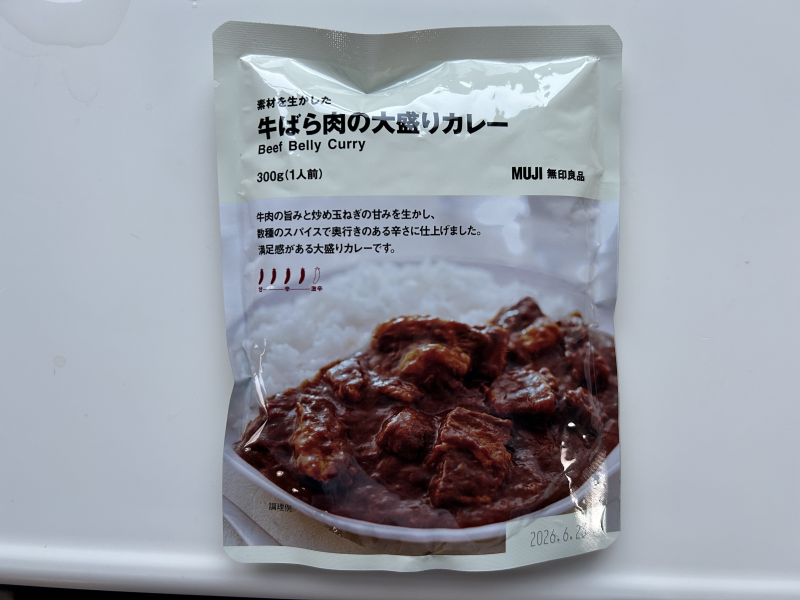 素材を生かした
牛ばら肉の大盛りカレー
Beef Belly Curry
300g(1人前)
MUJI 無印良品
牛肉の旨みと炒め玉ねぎの甘みを生かし、
数種のスパイスで奥行きのある辛さに仕上げました。
満足感がある大盛りカレーです。
辛 激辛
調理例
2026.6.